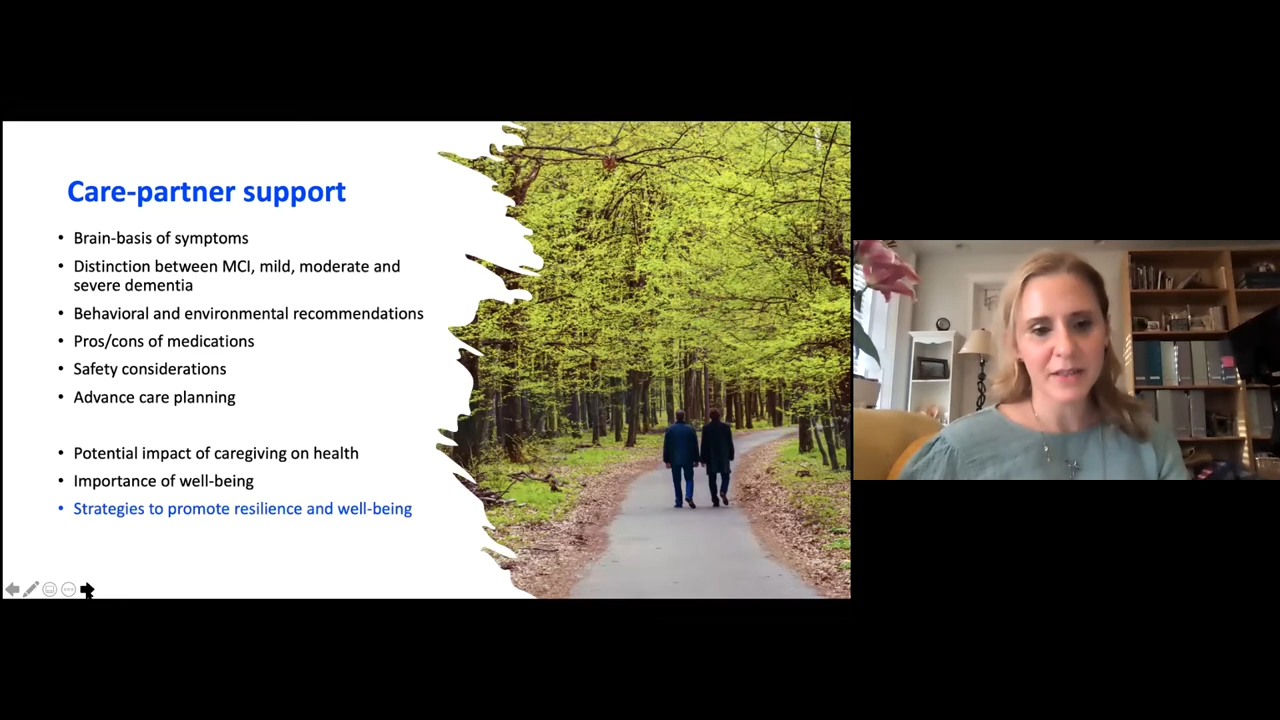 Care-partner support
• Brain-basis of symptoms
• Distinction between MCI, mild, moderate and
severe dementia
• Behavioral and environmental recommendations
• Pros/cons of medications
• Safety considerations
• Advance care planning
• Potential impact of caregiving on health
• Importance of well-being
• Strategies to promote resilience and well-being